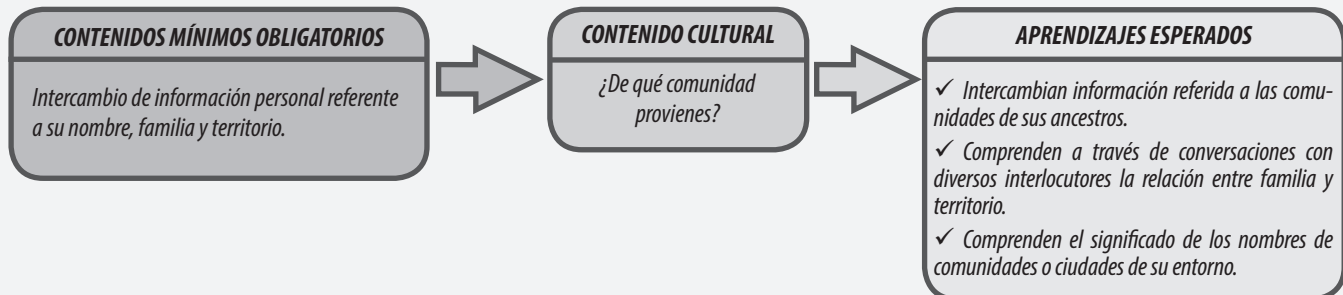 CONTENIDOS MÍNIMOS OBLIGATORIOS
Intercambio de información personal referente
a su nombre, familia y territorio.
CONTENIDO CULTURAL
¿De qué comunidad
provienes?
APRENDIZAJES ESPERADOS
✓ Intercambian información referida a las comu-
nidades de sus ancestros.
✓ Comprenden a través de conversaciones con
diversos interlocutores la relación entre familia y
territorio.
✓ Comprenden el significado de los nombres de
comunidades o ciudades de su entorno.